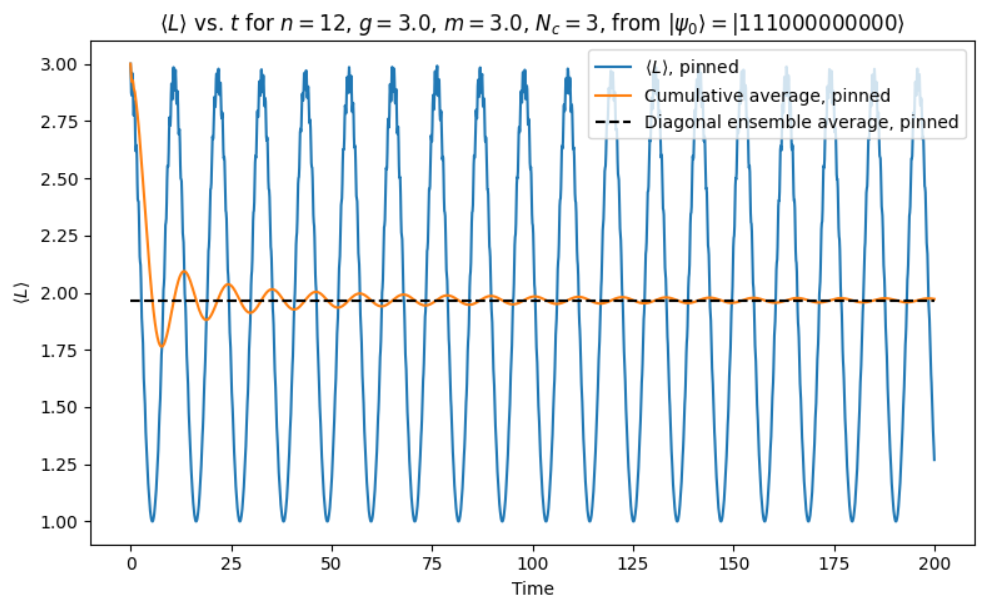 ⟨L⟩ vs. t for n = 12, g = 3.0, m = 3.0, N_c = 3, from |ψ_0⟩ = |111000000000⟩
⟨L⟩, pinned
Cumulative average, pinned
Diagonal ensemble average, pinned
3.00
2.75
2.50
2.25
2.00
1.75
1.50
1.25
1.00
⟨L⟩
0 25 50 75 100 125 150 175 200
Time